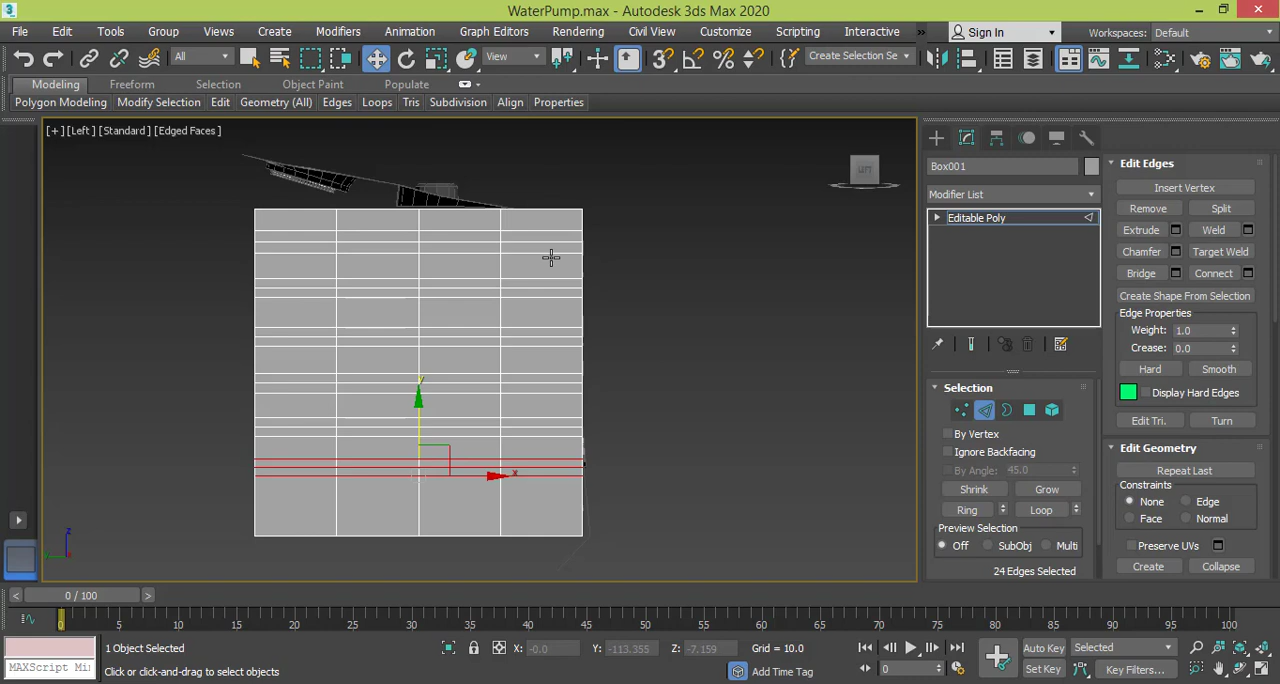 WaterPump.max - Autodesk 3ds Max 2020
File Edit Tools Group Views Create Modifiers Animation Graph Editors Rendering Civil View Customize Scripting Interactive » Sign In Workspaces: Default
All View Create Selection Se
Modeling Freeform Selection Object Paint Populate
Polygon Modeling Modify Selection Edit Geometry (All) Edges Loops Tris Subdivision Align Properties
[+] [Left] [Standard] [Edged Faces]
Box001
Modifier List
Editable Poly
Selection
By Vertex
Ignore Backfacing
By Angle: 45.0
Shrink Grow
Ring Loop
Preview Selection
Off SubObj Multi
24 Edges Selected
Edit Edges
Insert Vertex
Remove Split
Extrude Weld
Chamfer Target Weld
Bridge Connect
Create Shape From Selection
Edge Properties
Weight: 1.0
Crease: 0.0
Hard Smooth
Display Hard Edges
Edit Tri. Turn
Edit Geometry
Repeat Last
Constraints
None Edge
Face Normal
Preserve UVs
Create Collapse
y
x
z
< 0 / 100 >
0 5 10 15 20 25 30 35 40 45 50 55 60 65 70 75 80 85 90 95 100
1 Object Selected X: -0.0 Y: -113.355 Z: -7.159 Grid = 10.0 Auto Key Selected
MAXScript Mi: Click or click-and-drag to select objects Add Time Tag 0 Set Key Key Filters...